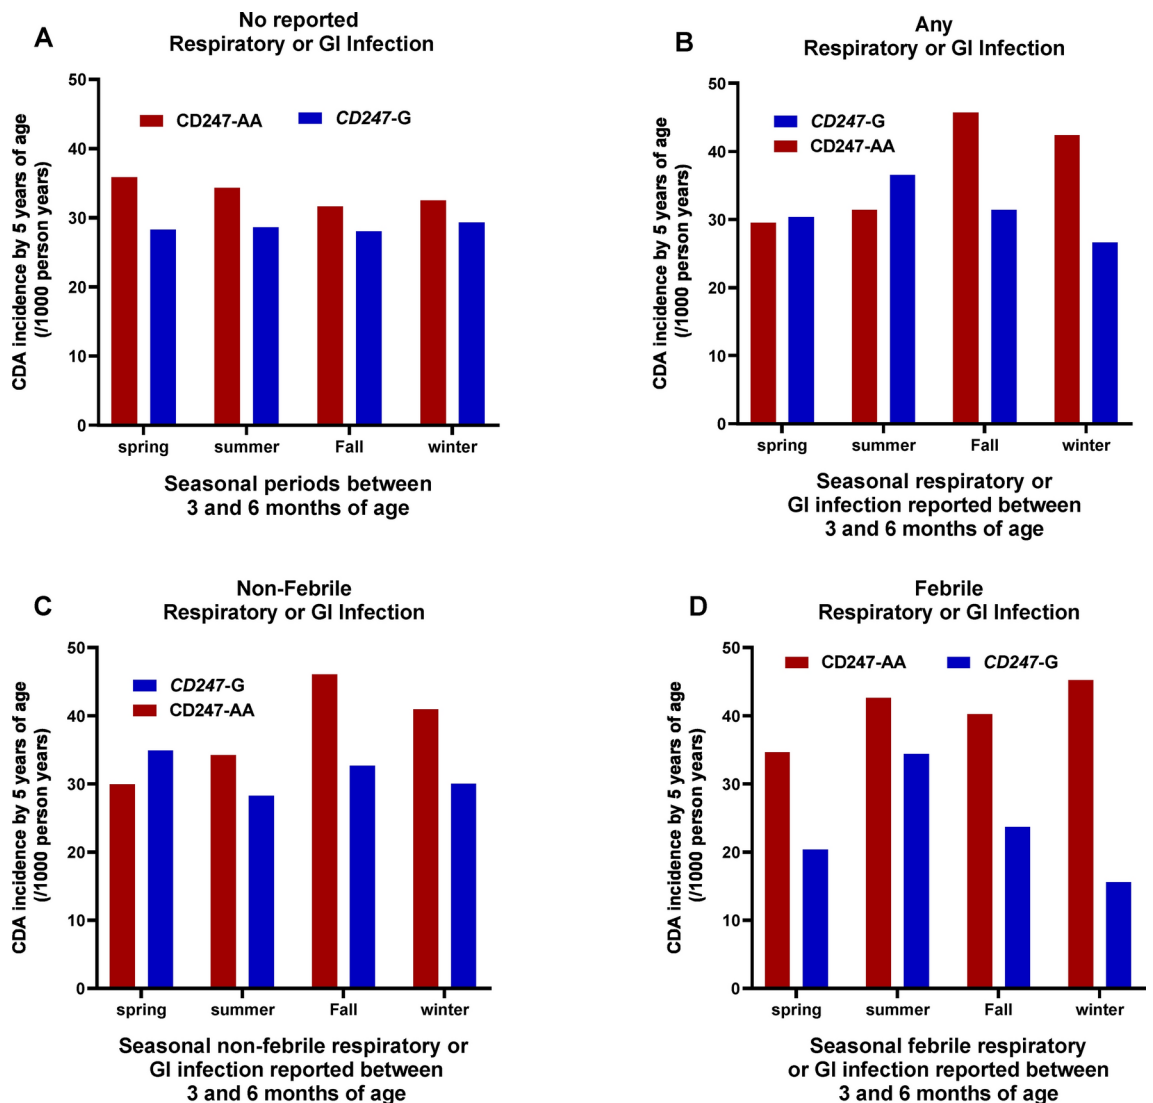 A
No reported
Respiratory or GI Infection
CDA incidence by 5 years of age
(/1000 person years)
50
40
30
20
10
0
CD247-AA
CD247-G
spring summer Fall winter
Seasonal periods between
3 and 6 months of age
B
Any
Respiratory or GI Infection
CDA incidence by 5 years of age
(/1000 person years)
50
40
30
20
10
0
CD247-G
CD247-AA
spring summer Fall winter
Seasonal respiratory or
GI infection reported between
3 and 6 months of age
C
Non-Febrile
Respiratory or GI Infection
CDA incidence by 5 years of age
(/1000 person years)
50
40
30
20
10
0
CD247-G
CD247-AA
spring summer Fall winter
Seasonal non-febrile respiratory or
GI infection reported between
3 and 6 months of age
D
Febrile
Respiratory or GI Infection
CDA incidence by 5 years of age
(/1000 person years)
50
40
30
20
10
0
CD247-AA
CD247-G
spring summer Fall winter
Seasonal febrile respiratory
or GI infection reported between
3 and 6 months of age